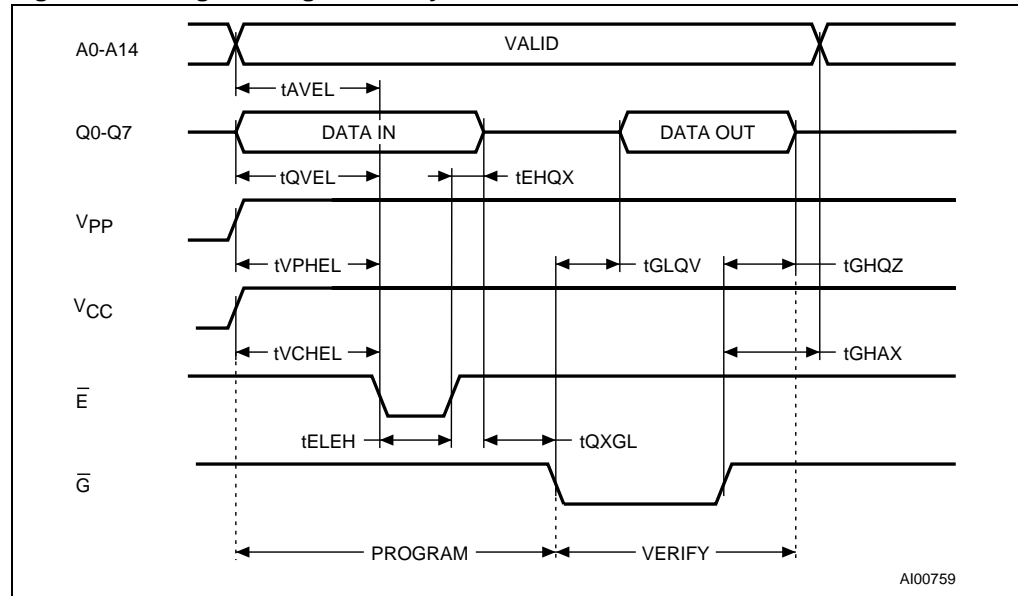 A0-A14
VALID
tAVEL
Q0-Q7
DATA IN
DATA OUT
tQVEL
tEHQX
VPP
tVPHEL
tGLQV
tGHQZ
VCC
tVCHEL
tGHAX
E
tELEH
tQXGL
G
PROGRAM
VERIFY
AI00759